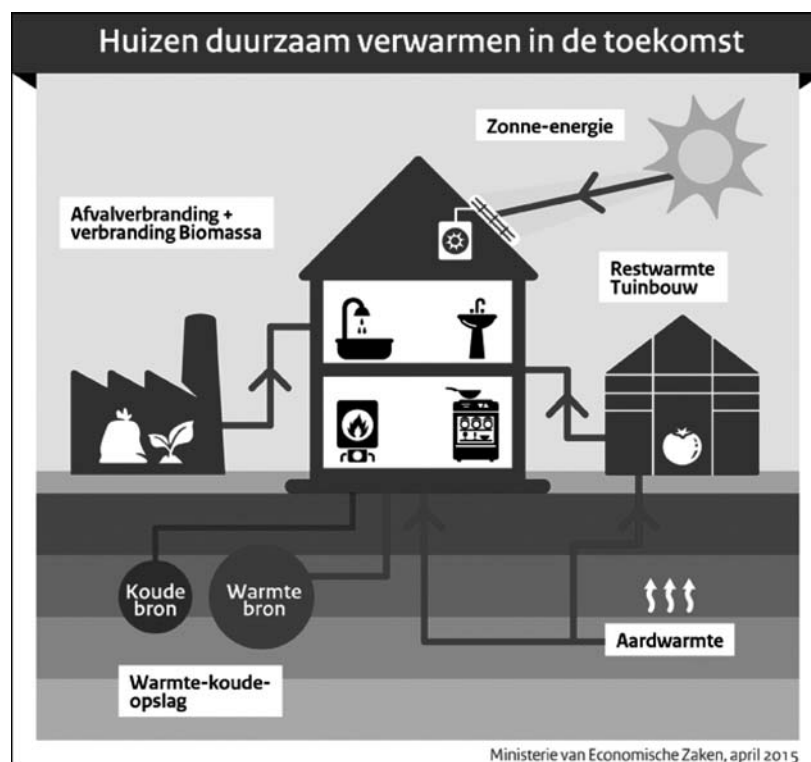 Huizen duurzaam verwarmen in de toekomst
Zonne-energie
Afvalverbranding +
verbranding Biomassa
Restwarmte
Tuinbouw
Koude
bron
Warmte
bron
Aardwarmte
Warmte-koude-
opslag
Ministerie van Economische Zaken, april 2015